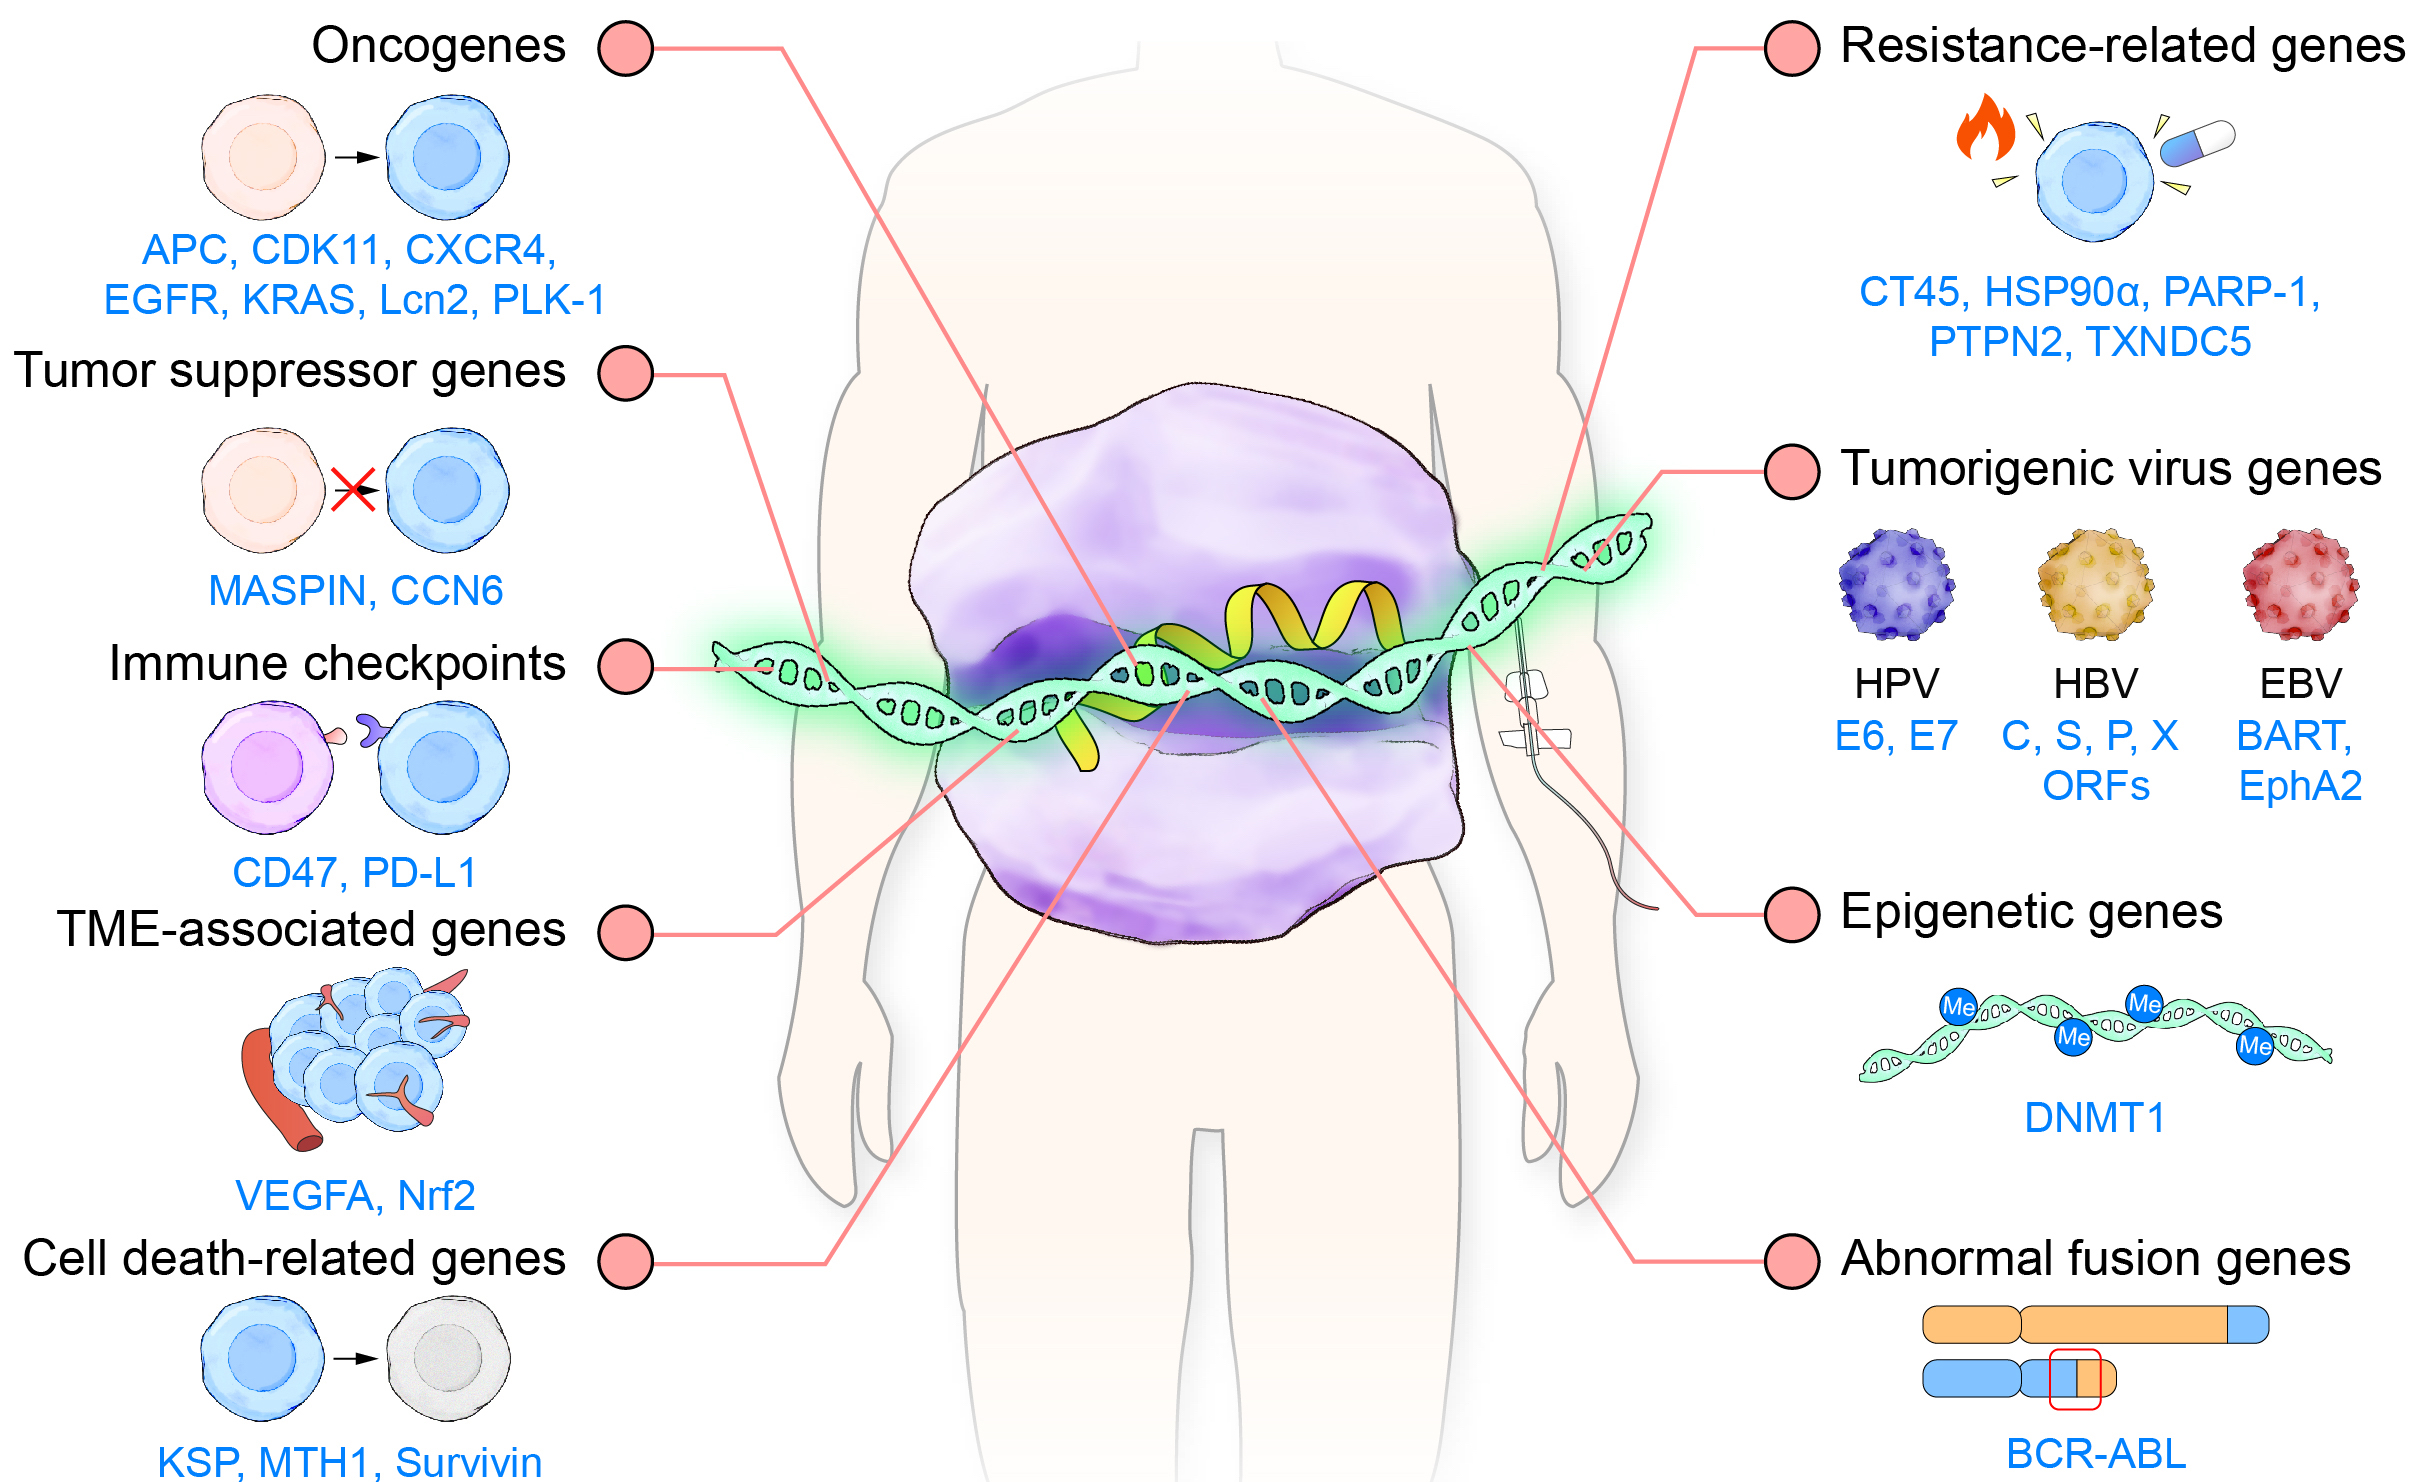 Oncogenes
APC, CDK11, CXCR4,
EGFR, KRAS, Lcn2, PLK-1
Tumor suppressor genes
MASPIN, CCN6
Immune checkpoints
CD47, PD-L1
TME-associated genes
VEGFA, Nrf2
Cell death-related genes
KSP, MTH1, Survivin
Resistance-related genes
CT45, HSP90α, PARP-1,
PTPN2, TXNDC5
Tumorigenic virus genes
HPV
E6, E7
HBV
C, S, P, X
ORFs
EBV
BART,
EphA2
Epigenetic genes
Me
Me
Me
Me
DNMT1
Abnormal fusion genes
BCR-ABL